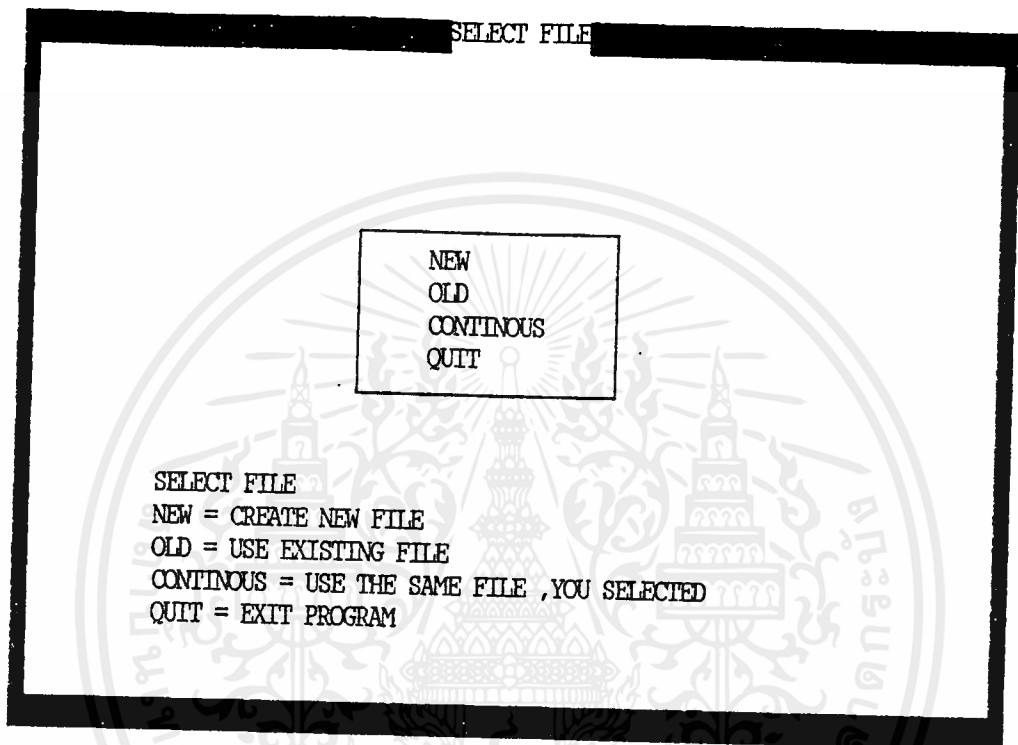 SELECT FILE
NEW
OLD
CONTINOUS
QUIT
SELECT FILE
NEW = CREATE NEW FILE
OLD = USE EXISTING FILE
CONTINOUS = USE THE SAME FILE ,YOU SELECTED
QUIT = EXIT PROGRAM